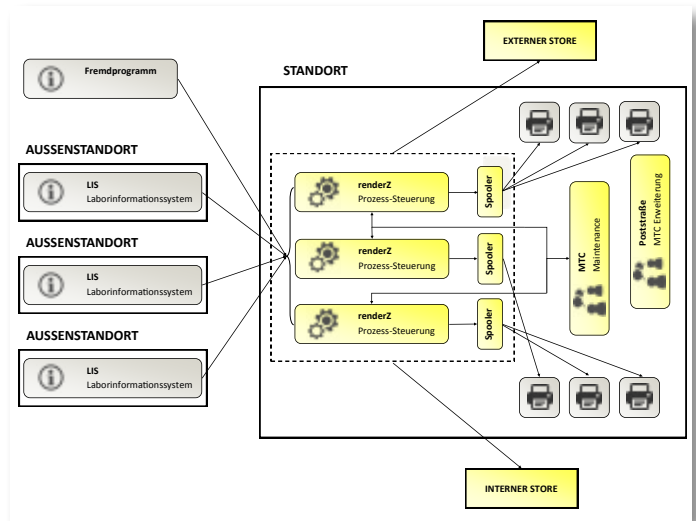 EXTERNER STORE
STANDORT
Fremdprogramm
AUSSENSTANDORT
LIS
Laborinformationssystem
AUSSENSTANDORT
LIS
Laborinformationssystem
AUSSENSTANDORT
LIS
Laborinformationssystem
renderZ
Prozess-Steuerung
Spooler
renderZ
Prozess-Steuerung
Spooler
renderZ
Prozess-Steuerung
Spooler
MTC
Maintenance
Poststraße
MTC Erweiterung
INTERNER STORE